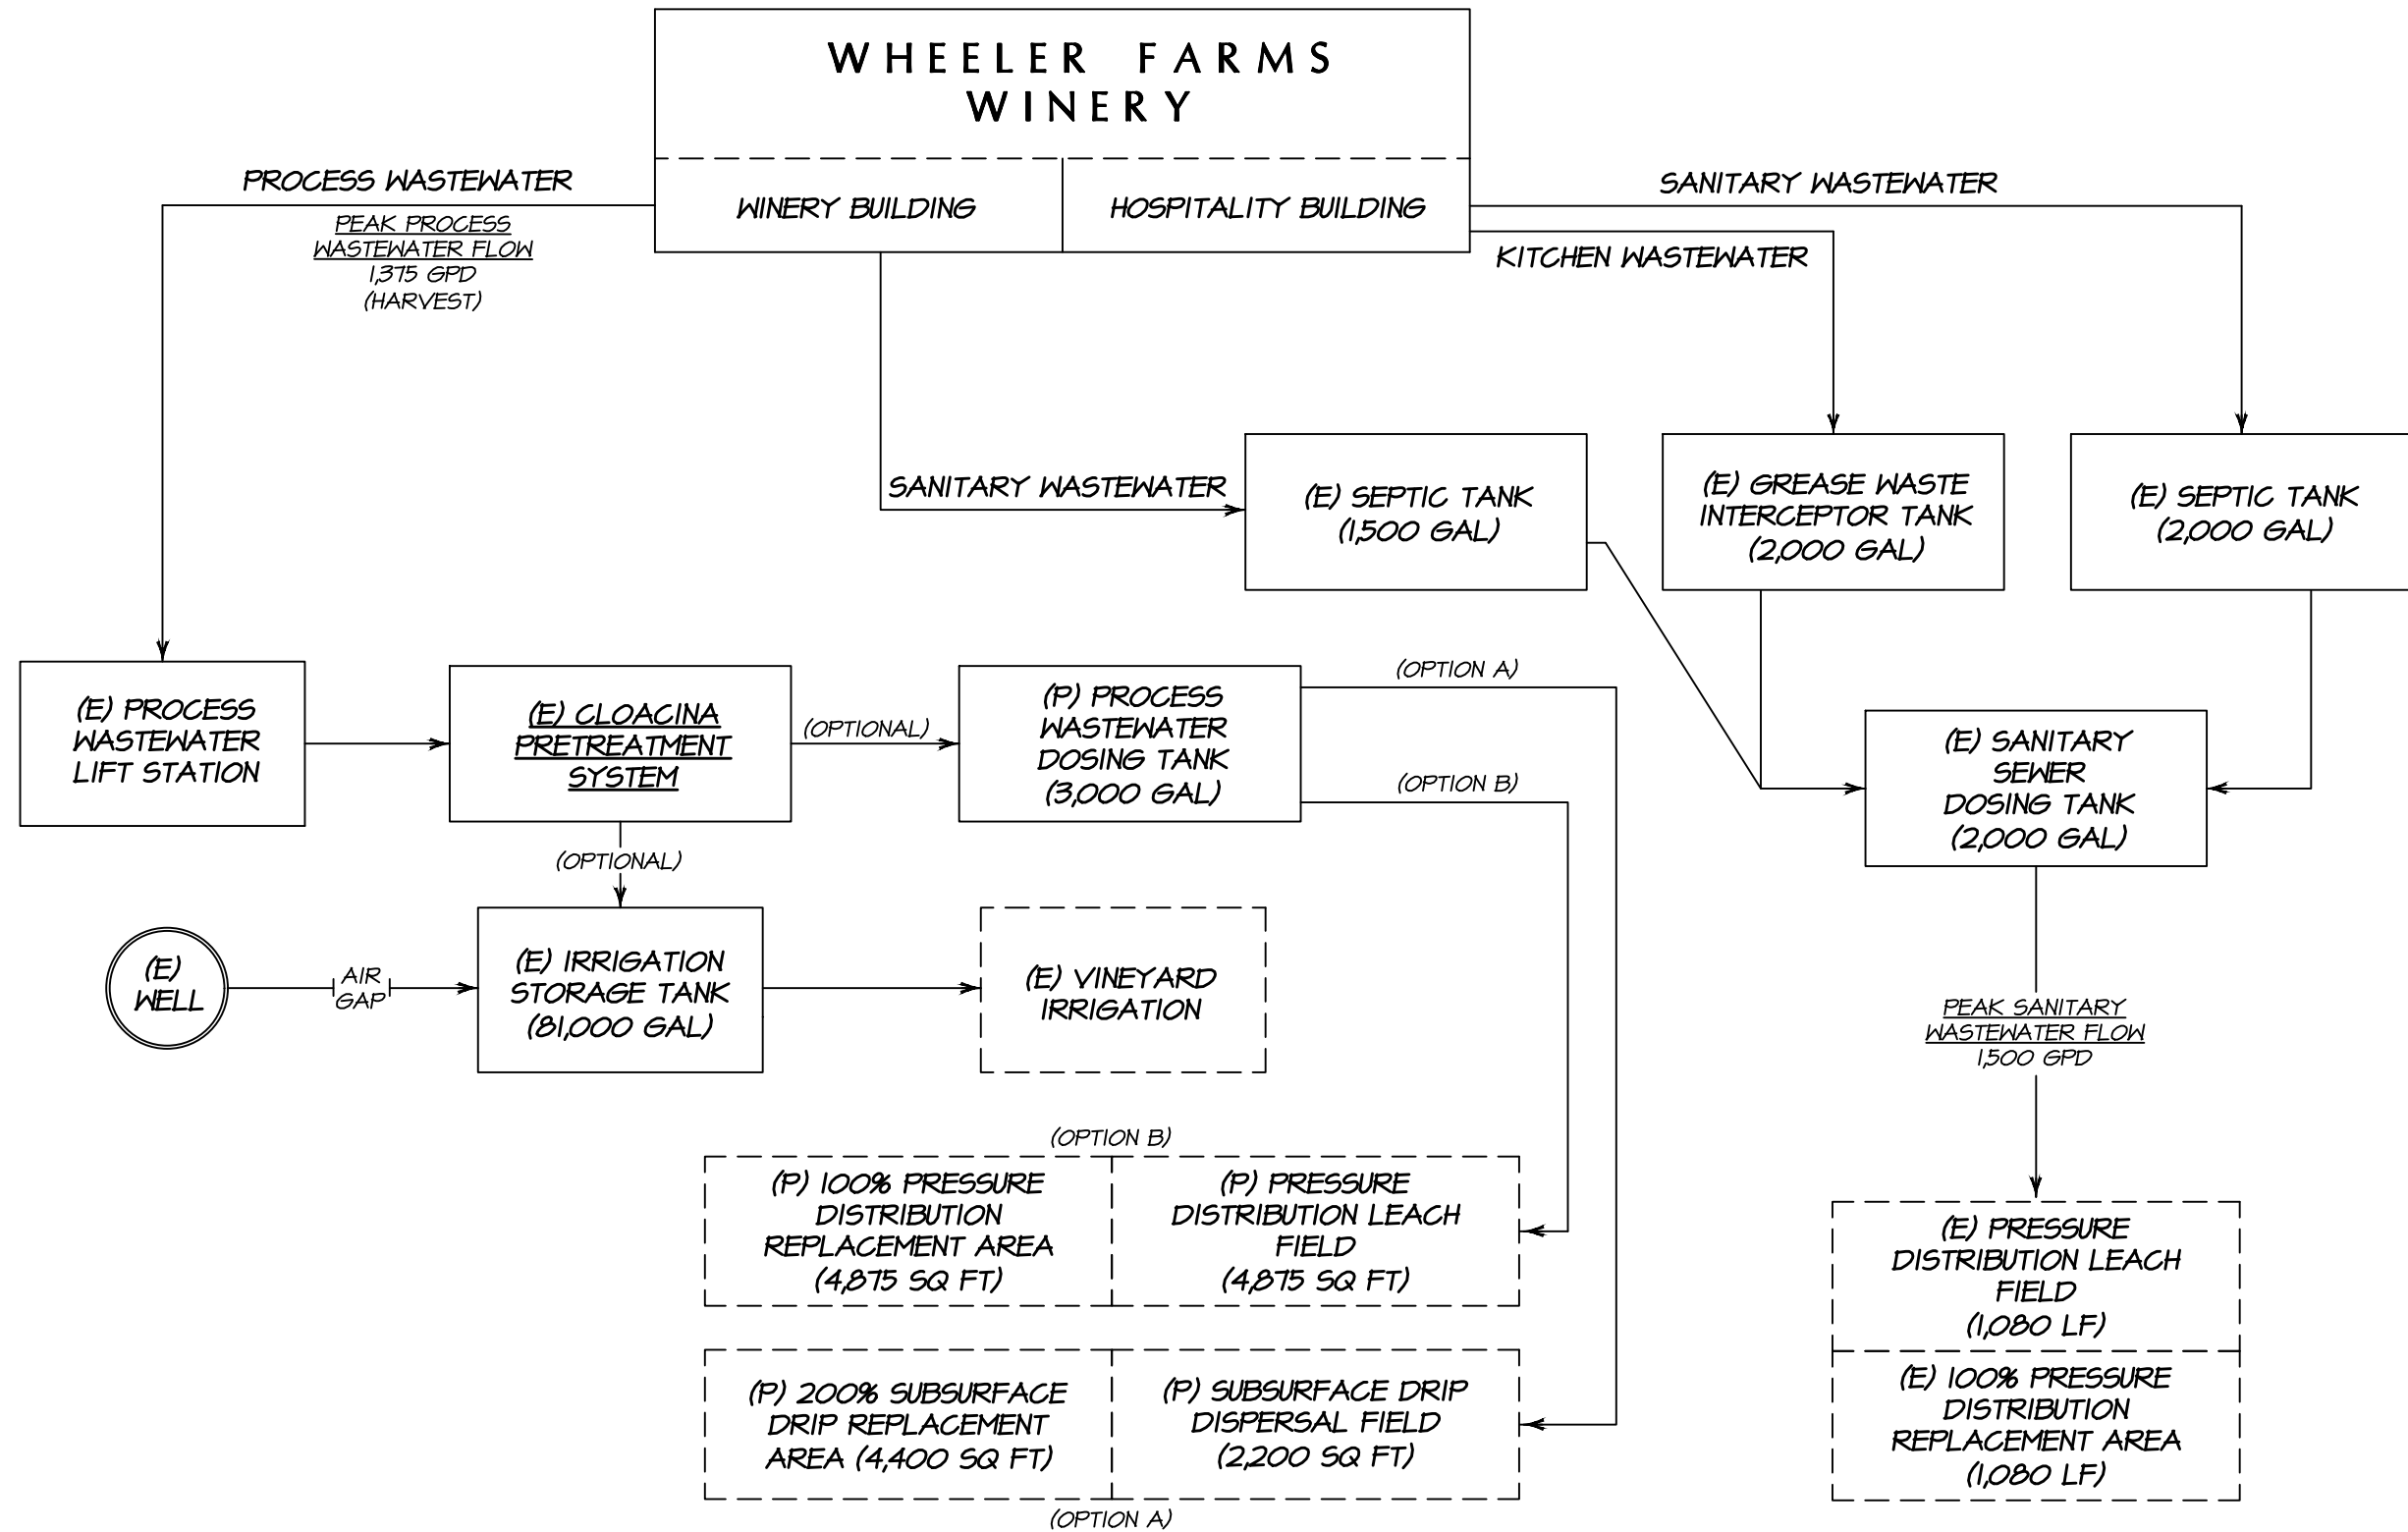 WHEELER FARMS
WINERY
WINERY BUILDING
HOSPITALITY BUILDING
PROCESS WASTEWATER
PEAK PROCESS
WASTEWATER FLOW
1,375 GPD
(HARVEST)
SANITARY WASTEWATER
KITCHEN WASTEWATER
SANITARY WASTEWATER
(E) SEPTIC TANK
(1,500 GAL)
(E) GREASE WASTE
INTERCEPTOR TANK
(2,000 GAL)
(E) SEPTIC TANK
(2,000 GAL)
(E) PROCESS
WASTEWATER
LIFT STATION
(E) CLOACINA
PRETREATMENT
SYSTEM
(OPTIONAL)
(P) PROCESS
WASTEWATER
DOSING TANK
(3,000 GAL)
(OPTION A)
(OPTION B)
(E) SANITARY
SEWER
DOSING TANK
(2,000 GAL)
(OPTIONAL)
(E)
WELL
AIR
GAP
(E) IRRIGATION
STORAGE TANK
(81,000 GAL)
(E) VINEYARD
IRRIGATION
PEAK SANITARY
WASTEWATER FLOW
1,500 GPD
(OPTION B)
(P) 100% PRESSURE
DISTRIBUTION
REPLACEMENT AREA
(4,875 SQ FT)
(P) PRESSURE
DISTRIBUTION LEACH
FIELD
(4,875 SQ FT)
(P) 200% SUBSURFACE
DRIP REPLACEMENT
AREA (4,400 SQ FT)
(P) SUBSURFACE DRIP
DISPERSAL FIELD
(2,200 SQ FT)
(OPTION A)
(E) PRESSURE
DISTRIBUTION LEACH
FIELD
(1,080 LF)
(E) 100% PRESSURE
DISTRIBUTION
REPLACEMENT AREA
(1,080 LF)